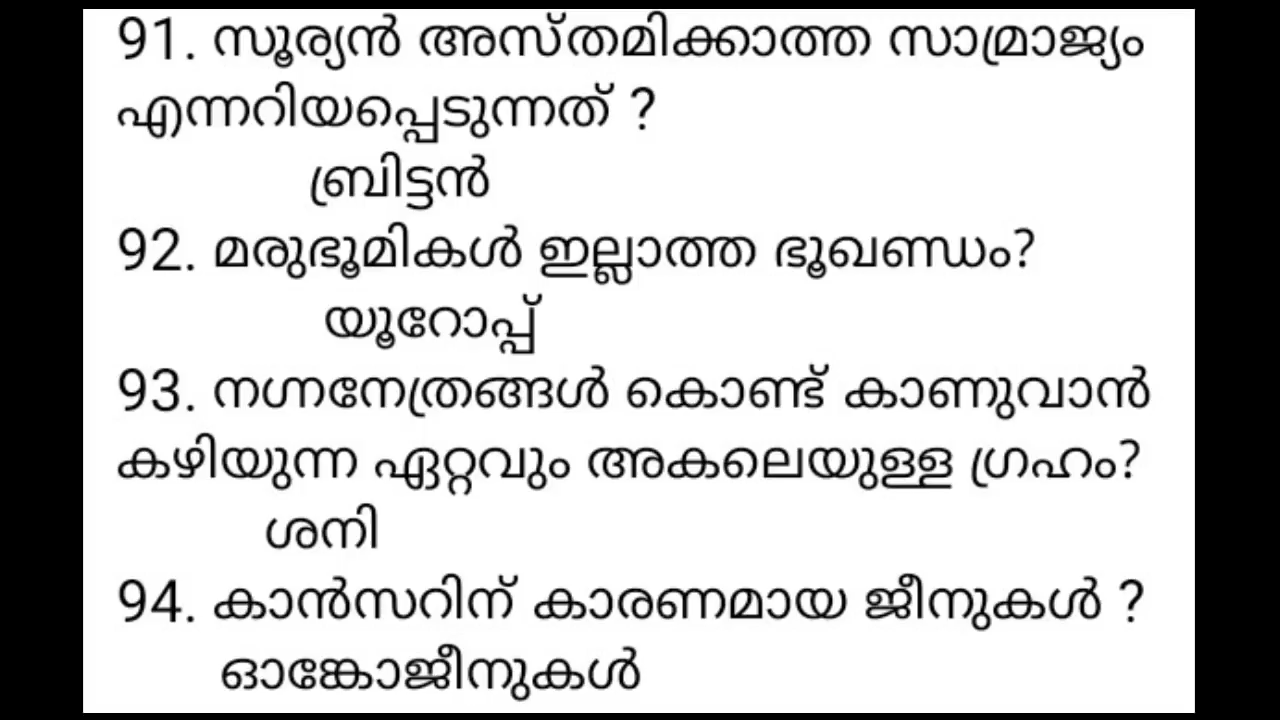 91. സൂര്യൻ അസ്തമിക്കാത്ത സാമ്രാജ്യം
എന്നറിയപ്പെടുന്നത് ?
ബ്രിട്ടൻ
92. മരുഭൂമികൾ ഇല്ലാത്ത ഭൂഖണ്ഡം?
യൂറോപ്പ്
93. നഗ്നനേത്രങ്ങൾ കൊണ്ട് കാണുവാൻ
കഴിയുന്ന ഏറ്റവും അകലെയുള്ള ഗ്രഹം?
ശനി
94. കാൻസറിന് കാരണമായ ജീനുകൾ ?
ഓങ്കോജീനുകൾ